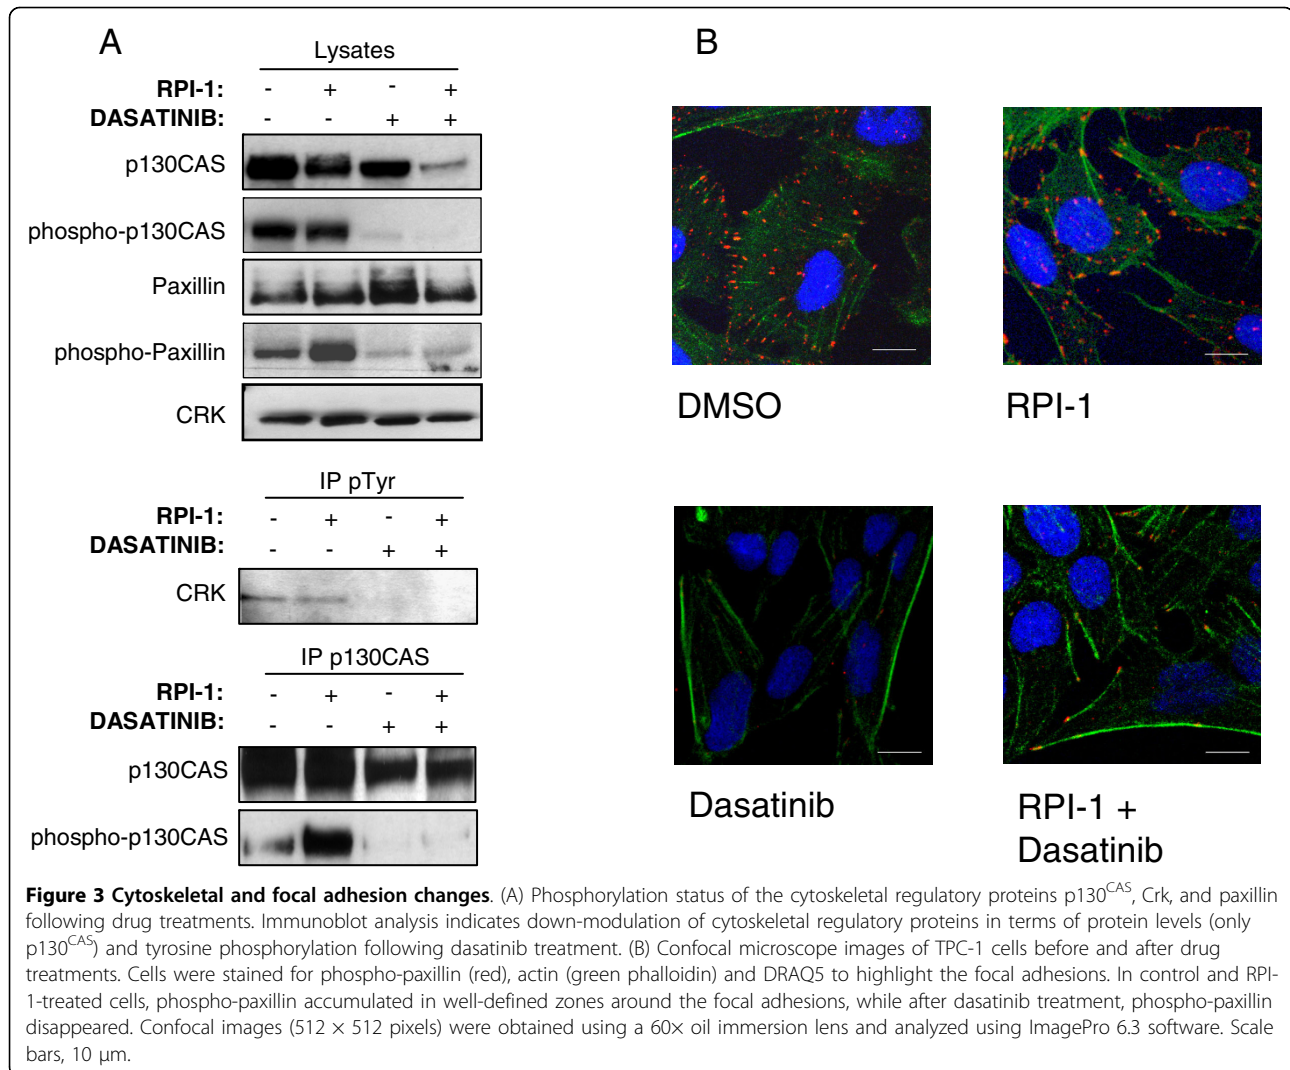 A
Lysates
RPI-1: - + - +
DASATINIB: - - + +
p130CAS
phospho-p130CAS
Paxillin
phospho-Paxillin
CRK
IP pTyr
RPI-1: - + - +
DASATINIB: - - + +
CRK
IP p130CAS
RPI-1: - + - +
DASATINIB: - - + +
p130CAS
phospho-p130CAS
B
DMSO
RPI-1
Dasatinib
RPI-1 +
Dasatinib
Figure 3 Cytoskeletal and focal adhesion changes. (A) Phosphorylation status of the cytoskeletal regulatory proteins p130CAS, Crk, and paxillin
following drug treatments. Immunoblot analysis indicates down-modulation of cytoskeletal regulatory proteins in terms of protein levels (only
p130CAS) and tyrosine phosphorylation following dasatinib treatment. (B) Confocal microscope images of TPC-1 cells before and after drug
treatments. Cells were stained for phospho-paxillin (red), actin (green phalloidin) and DRAQ5 to highlight the focal adhesions. In control and RPI-
1-treated cells, phospho-paxillin accumulated in well-defined zones around the focal adhesions, while after dasatinib treatment, phospho-paxillin
disappeared. Confocal images (512 × 512 pixels) were obtained using a 60× oil immersion lens and analyzed using ImagePro 6.3 software. Scale
bars, 10 μm.